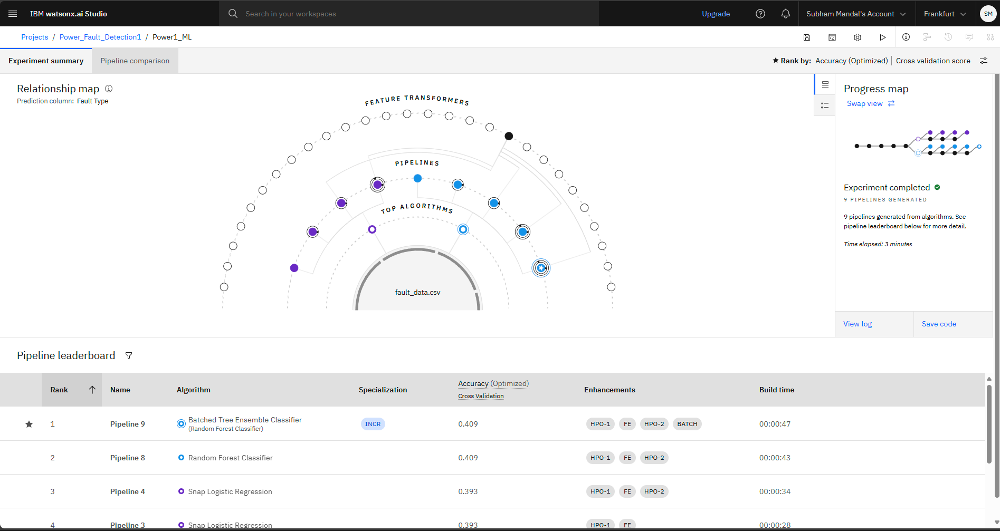 IBM watsonx.ai Studio
Search in your workspaces
Upgrade
Subham Mandal's Account
Frankfurt
SM
Projects / Power_Fault_Detection1 / Power1_ML
Experiment summary
Pipeline comparison
Rank by: Accuracy (Optimized) | Cross validation score
Relationship map
Prediction column: Fault Type
FEATURE TRANSFORMERS
PIPELINES
TOP ALGORITHMS
fault_data.csv
Progress map
Swap view
Experiment completed
9 PIPELINES GENERATED
9 pipelines generated from algorithms. See
pipeline leaderboard below for more detail.
Time elapsed: 3 minutes
View log
Save code
Pipeline leaderboard
Rank Name Algorithm Specialization Accuracy (Optimized) Enhancements Build time
Cross Validation
1 Pipeline 9 Batched Tree Ensemble Classifier INCR 0.409 HPO-1 FE HPO-2 BATCH 00:00:47
(Random Forest Classifier)
2 Pipeline 8 Random Forest Classifier 0.409 HPO-1 FE HPO-2 00:00:43
3 Pipeline 4 Snap Logistic Regression 0.393 HPO-1 FE HPO-2 00:00:34
4 Pipeline 3 Snap Logistic Regression 0.393 HPO-1 FE 00:00:28